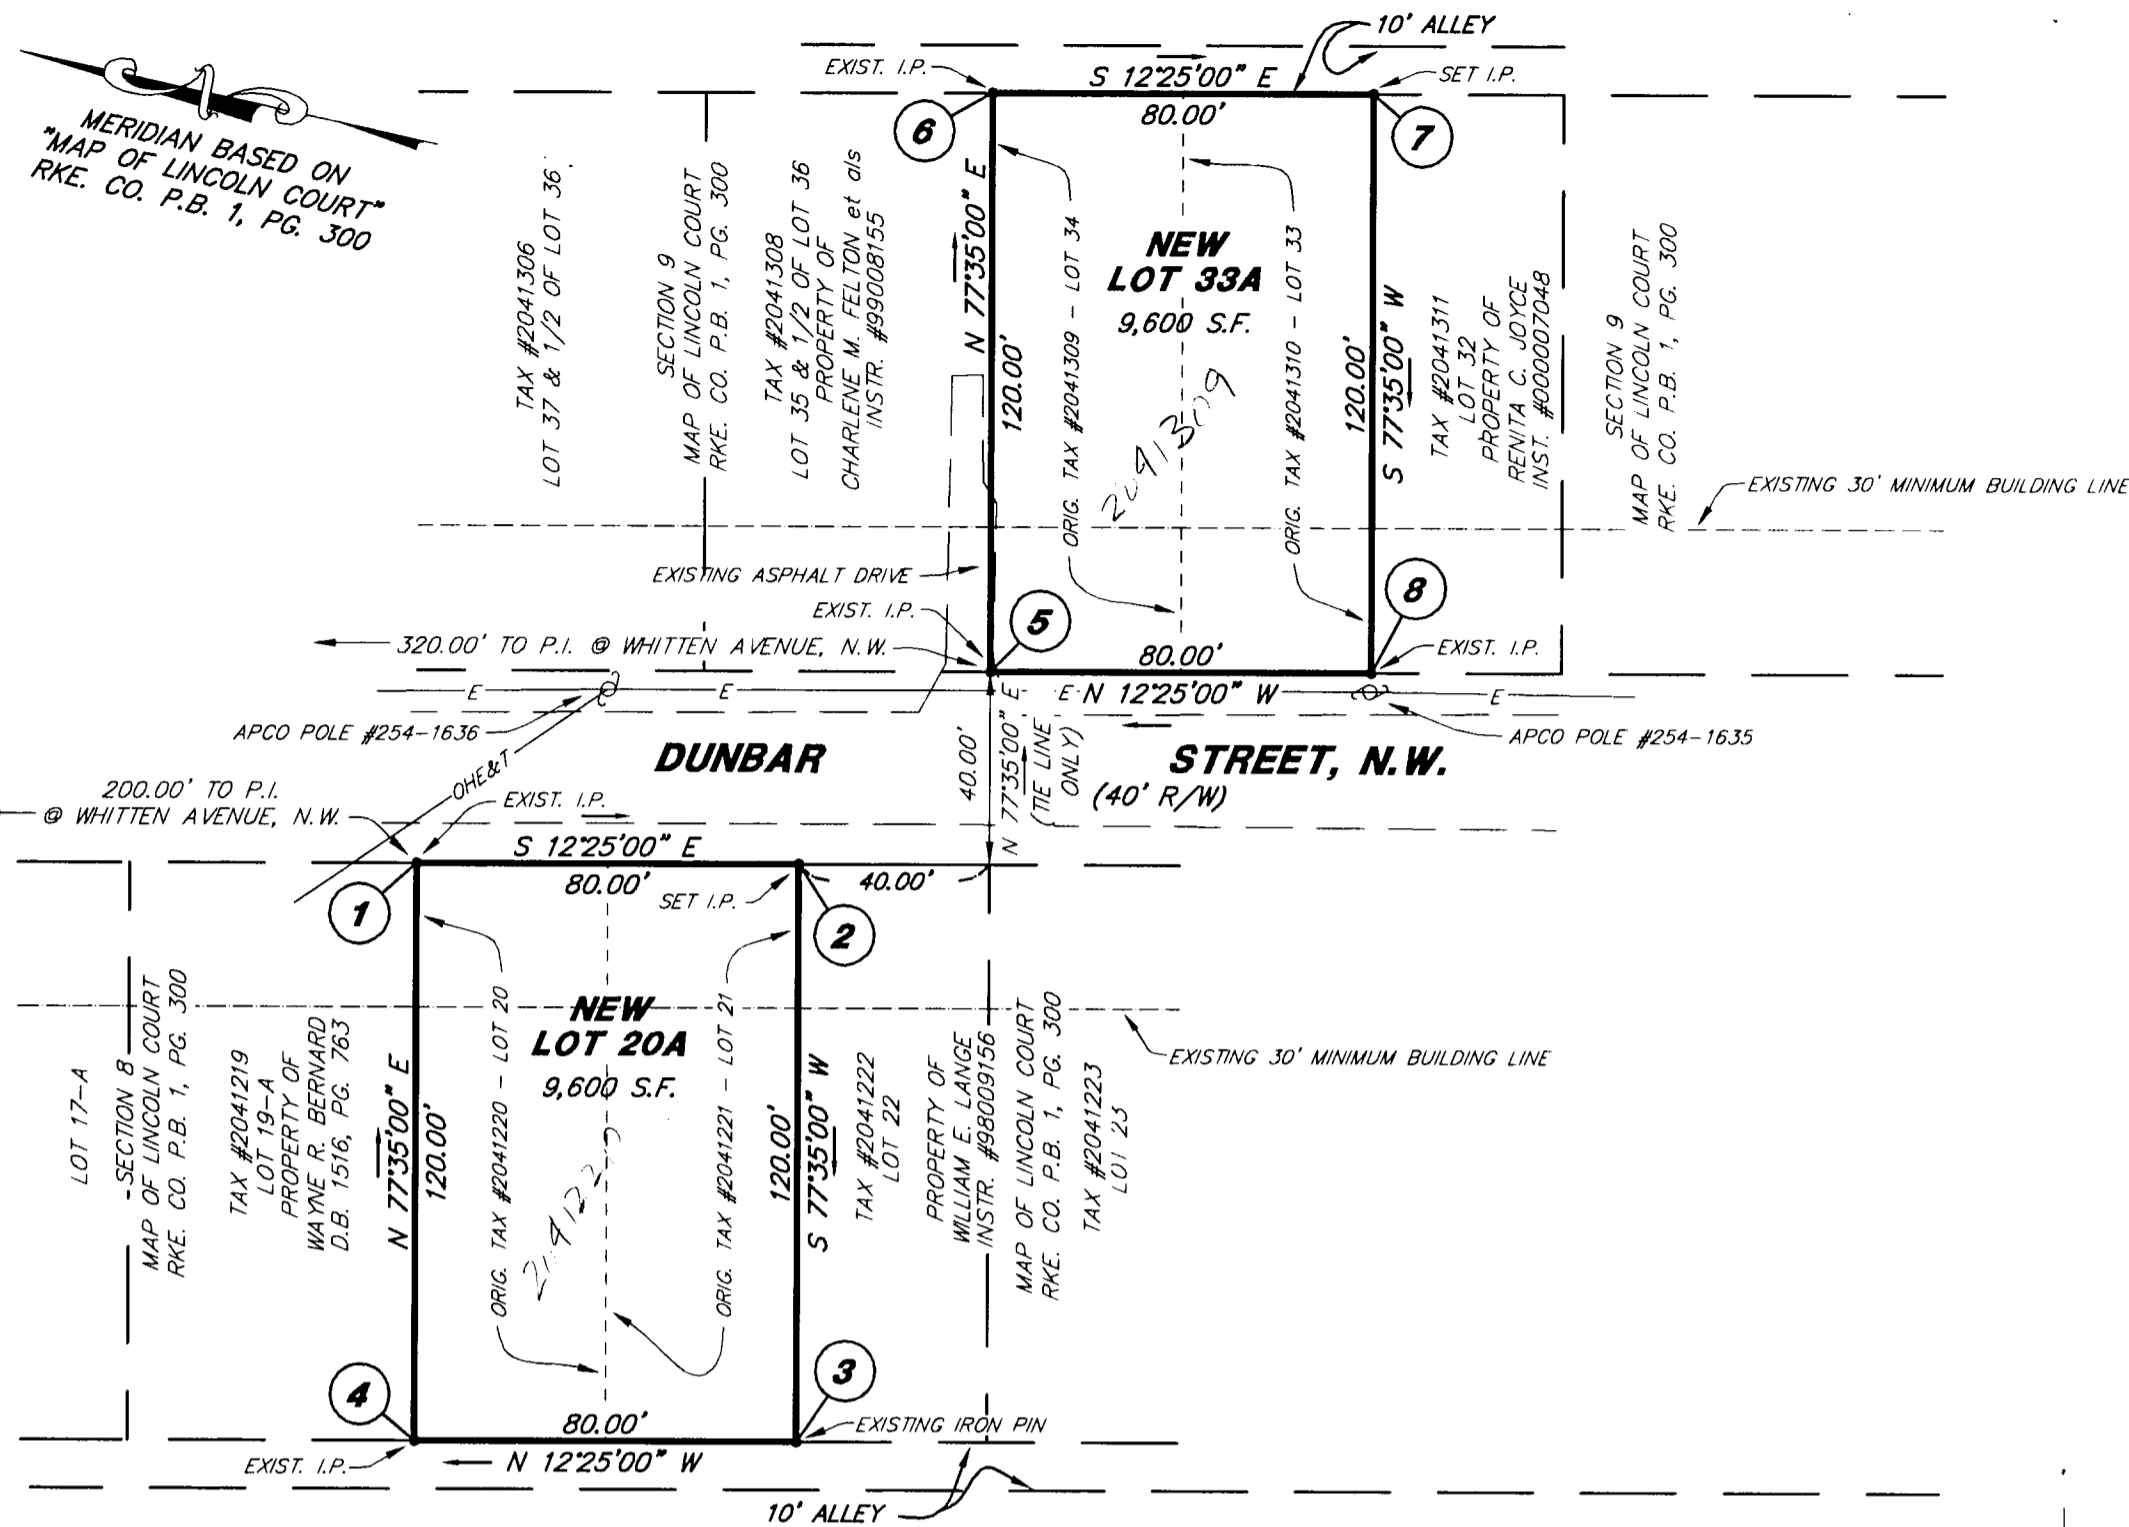 10' ALLEY
EXIST. I.P.
S 12°25'00" E
SET I.P.
80.00'
MERIDIAN BASED ON
"MAP OF LINCOLN COURT"
RKE. CO. P.B. 1, PG. 300
6
7
TAX #2041306
LOT 37 & 1/2 OF LOT 36
SECTION 9
MAP OF LINCOLN COURT
RKE. CO. P.B. 1, PG. 300
TAX #2041308
LOT 35 & 1/2 OF LOT 36
PROPERTY OF
CHARLENE M. FELTON et als
INSTR. #990008155
N 77°35'00" E
120.00'
ORIG. TAX #2041309 - LOT 34
NEW
LOT 33A
9,600 S.F.
2041309
ORIG. TAX #2041310 - LOT 33
120.00'
S 77°35'00" W
TAX #2041311
LOT 32
PROPERTY OF
RENITA C. JOYCE
INST. #000007048
SECTION 9
MAP OF LINCOLN COURT
RKE. CO. P.B. 1, PG. 300
EXISTING 30' MINIMUM BUILDING LINE
EXISTING ASPHALT DRIVE
EXIST. I.P.
5
8
320.00' TO P.I. @ WHITTEN AVENUE, N.W.
80.00'
EXIST. I.P.
E
E
E
E
N 12°25'00" W
E
APCO POLE #254-1636
APCO POLE #254-1635
OHE&T
DUNBAR
STREET, N.W.
(40' R/W)
40.00'
N 77°35'00" E
(TIE LINE
ONLY)
200.00' TO P.I.
@ WHITTEN AVENUE, N.W.
EXIST. I.P.
S 12°25'00" E
80.00'
SET I.P.
40.00'
1
2
LOT 17-A
SECTION 8
MAP OF LINCOLN COURT
RKE. CO. P.B. 1, PG. 300
TAX #2041219
LOT 19-A
PROPERTY OF
WAYNE R. BERNARD
D.B. 1516, PG. 763
N 77°35'00" E
120.00'
ORIG. TAX #2041220 - LOT 20
NEW
LOT 20A
9,600 S.F.
ORIG. TAX #2041221 - LOT 21
120.00'
S 77°35'00" W
TAX #2041222
LOT 22
PROPERTY OF
WILLIAM E. LANGE
INSTR. #980009156
MAP OF LINCOLN COURT
RKE. CO. P.B. 1, PG. 300
TAX #2041223
LOT 23
EXISTING 30' MINIMUM BUILDING LINE
4
3
80.00'
EXISTING IRON PIN
EXIST. I.P.
N 12°25'00" W
10' ALLEY